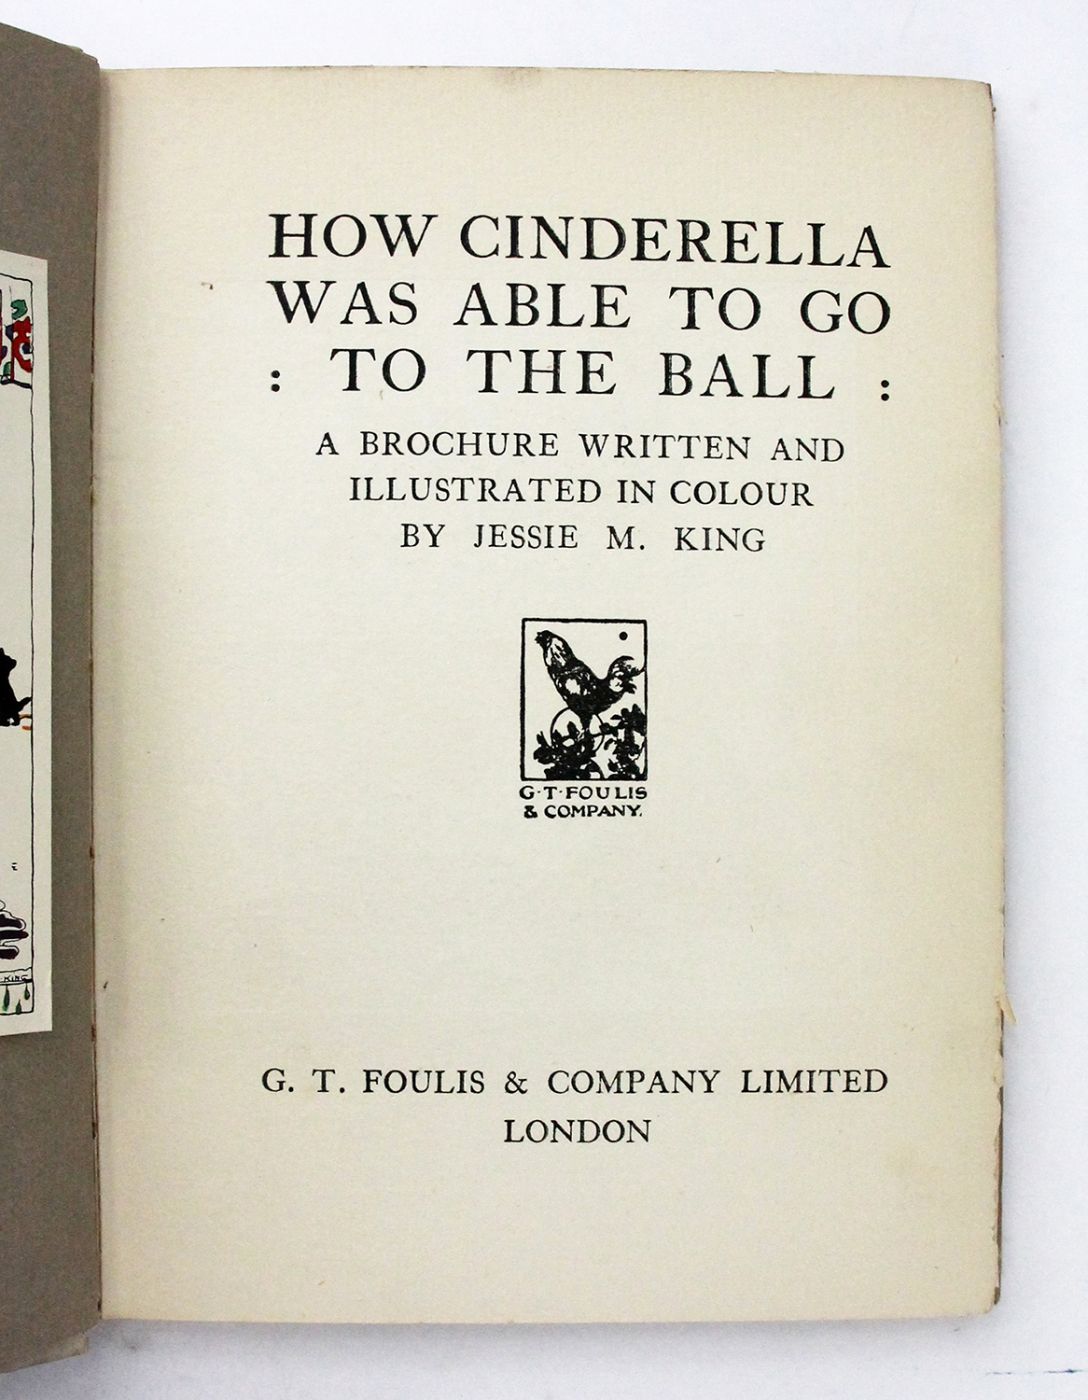 HOW CINDERELLA
WAS ABLE TO GO
: TO THE BALL :
A BROCHURE WRITTEN AND
ILLUSTRATED IN COLOUR
BY JESSIE M. KING
G·T·FOULIS
& COMPANY.
G. T. FOULIS & COMPANY LIMITED
LONDON
KING